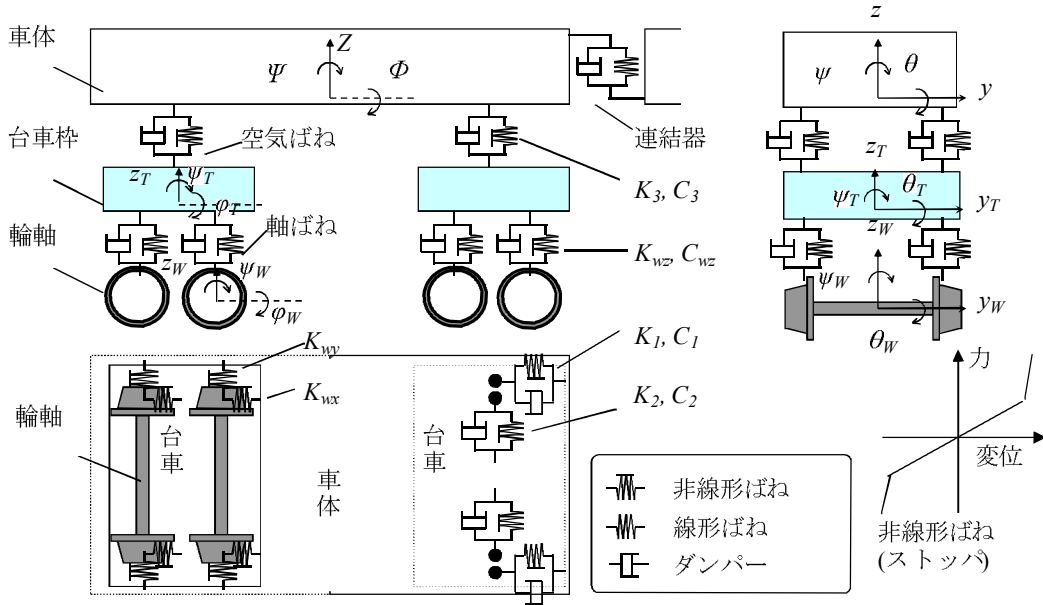 車体
Z
Ψ
Φ
連結器
台車枠
空気ばね
z_T
ψ_T
φ_T
K_3, C_3
輪軸
軸ばね
z_W
ψ_W
φ_W
K_wz, C_wz
z
ψ
θ
y
z_T
ψ_T
θ_T
y_T
z_W
ψ_W
y_W
θ_W
K_wy
K_wx
輪軸
台車
車体
台車
K_1, C_1
K_2, C_2
非線形ばね
線形ばね
ダンパー
力
変位
非線形ばね
(ストッパ)